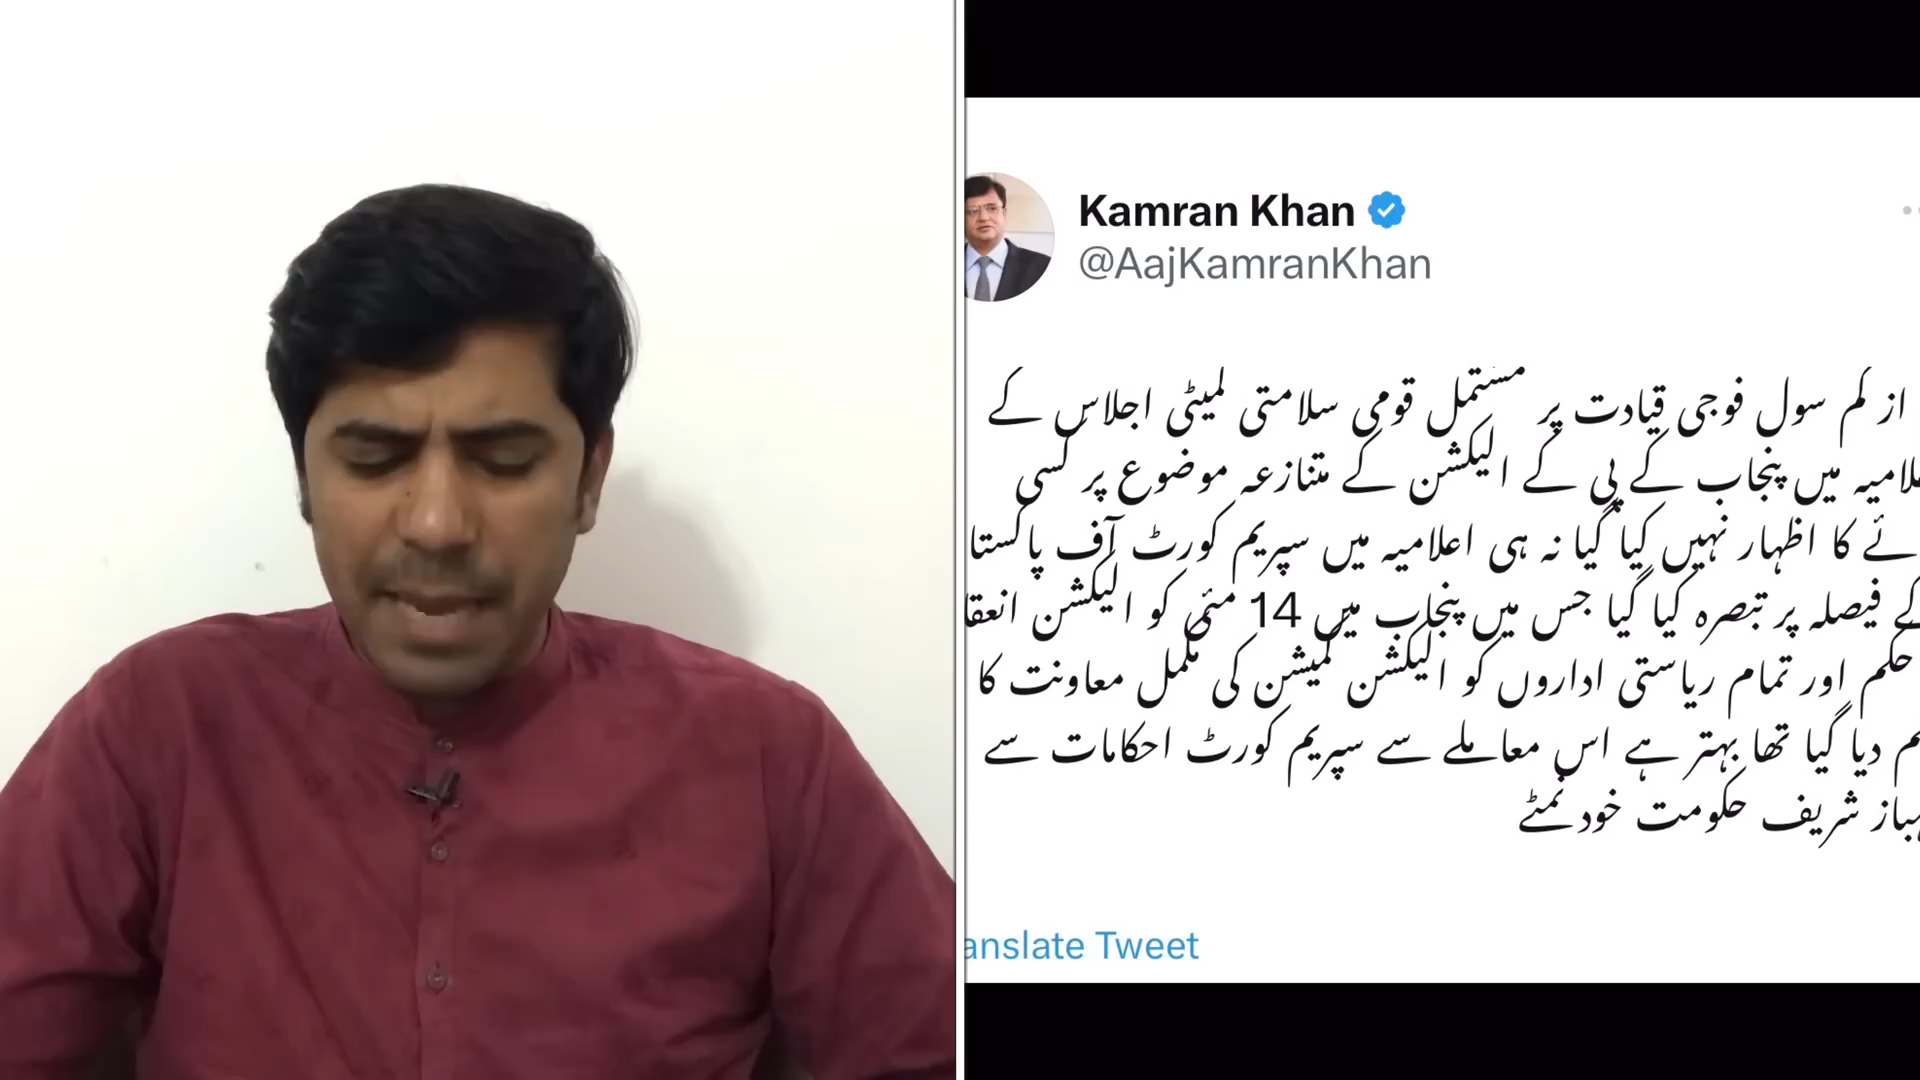 Kamran Khan
@AajKamranKhan
از کم سول فوجی قیادت پر مستمل قومی سلامتی کمیٹی اجلاس کے
میں پنجاب کے پی کے الیکشن کے متنازعہ موضوع پر کسی
کا اظہار نہیں کیا گیا نہ ہی اعلامیہ میں سپریم کورٹ آف
کے فیصلہ پر تبصرہ کیا گیا جس میں پنجاب میں 14 مئی کو الیکشن
حکم اور تمام ریاستی اداروں کو الیکشن کمیشن کی مکمل معاونت کا
دیا گیا تھا بہتر ہے اس معاملے سے سپریم کورٹ احکامات سے
شریف حکومت خود نمٹے
anslate Tweet